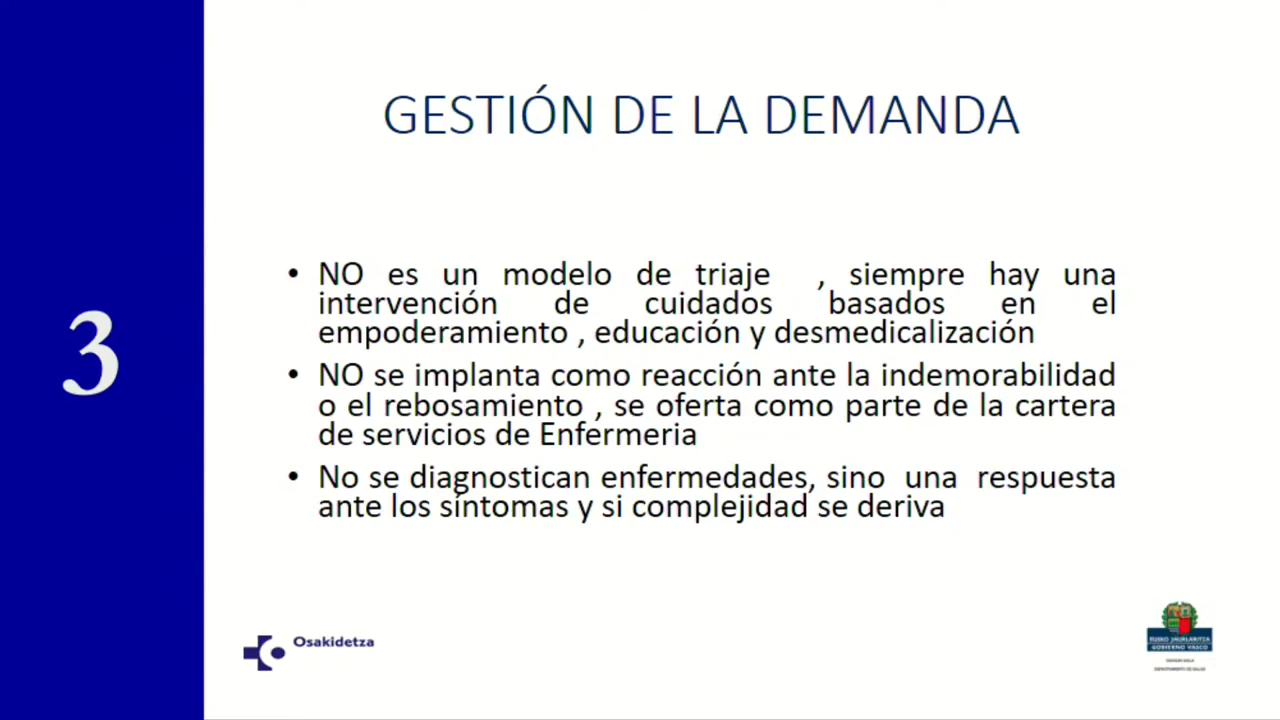 GESTIÓN DE LA DEMANDA
3
• NO es un modelo de triaje , siempre hay una
intervención de cuidados basados en el
empoderamiento , educación y desmedicalización
• NO se implanta como reacción ante la indemorabilidad
o el rebosamiento , se oferta como parte de la cartera
de servicios de Enfermeria
• No se diagnostican enfermedades, sino una respuesta
ante los síntomas y si complejidad se deriva
Osakidetza
EUSKO JAURLARITZA
GOBIERNO VASCO
DEPARTAMENTO DE SALUD